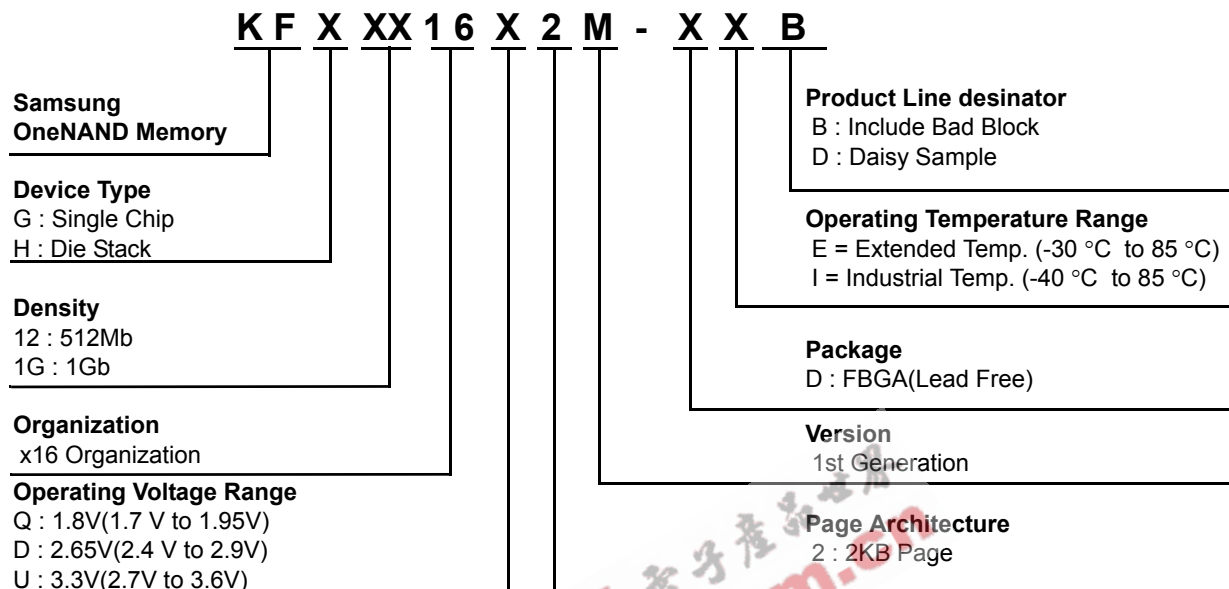 KF X XX 16 X 2 M - X X B
Samsung
OneNAND Memory
Device Type
G : Single Chip
H : Die Stack
Density
12 : 512Mb
1G : 1Gb
Organization
x16 Organization
Operating Voltage Range
Q : 1.8V(1.7 V to 1.95V)
D : 2.65V(2.4 V to 2.9V)
U : 3.3V(2.7V to 3.6V)
Product Line desinator
B : Include Bad Block
D : Daisy Sample
Operating Temperature Range
E = Extended Temp. (-30 °C to 85 °C)
I = Industrial Temp. (-40 °C to 85 °C)
Package
D : FBGA(Lead Free)
Version
1st Generation
Page Architecture
2 : 2KB Page